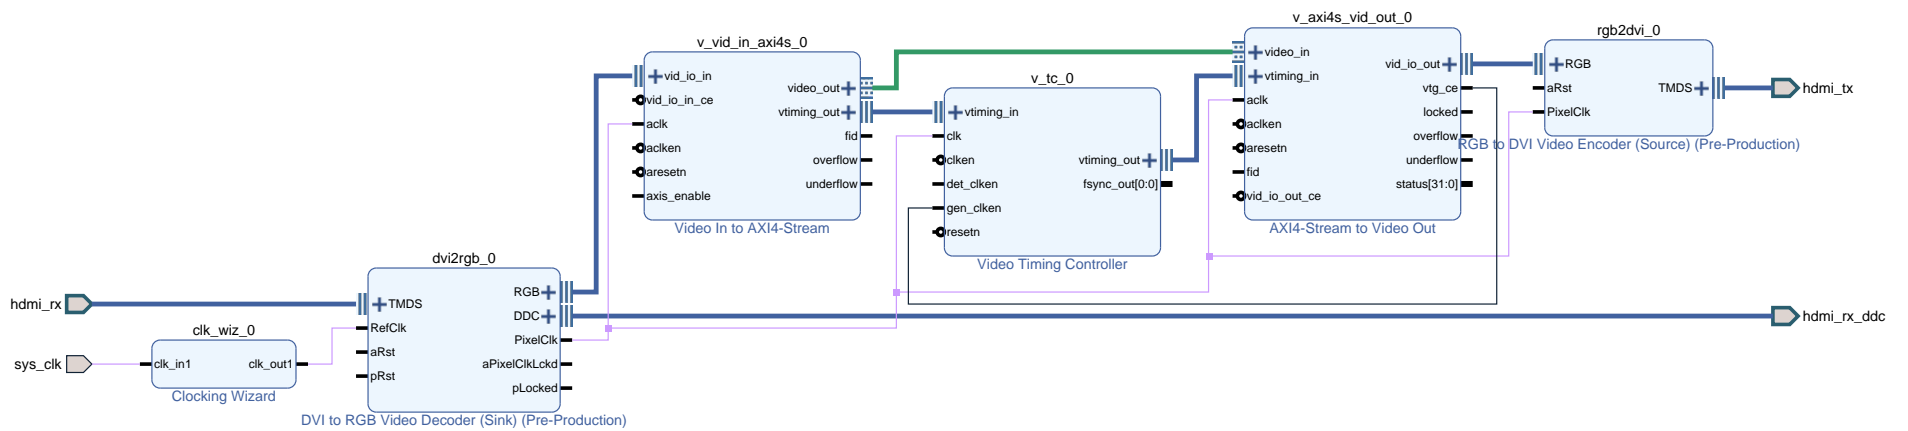 hdmi_rx
sys_clk
clk_wiz_0
clk_in1
clk_out1
Clocking Wizard
dvi2rgb_0
TMDS
RefClk
aRst
pRst
RGB
DDC
PixelClk
aPixelClkLckd
pLocked
DVI to RGB Video Decoder (Sink) (Pre-Production)
v_vid_in_axi4s_0
vid_io_in
vid_io_in_ce
aclk
aclken
aresetn
axis_enable
video_out
vtiming_out
fid
overflow
underflow
Video In to AXI4-Stream
v_tc_0
vtiming_in
clk
clken
det_clken
gen_clken
resetn
vtiming_out
fsync_out[0:0]
Video Timing Controller
v_axi4s_vid_out_0
video_in
vtiming_in
aclk
aclken
aresetn
fid
vid_io_out_ce
vid_io_out
vtg_ce
locked
overflow
underflow
status[31:0]
AXI4-Stream to Video Out
rgb2dvi_0
RGB
aRst
PixelClk
TMDS
RGB to DVI Video Encoder (Source) (Pre-Production)
hdmi_tx
hdmi_rx_ddc